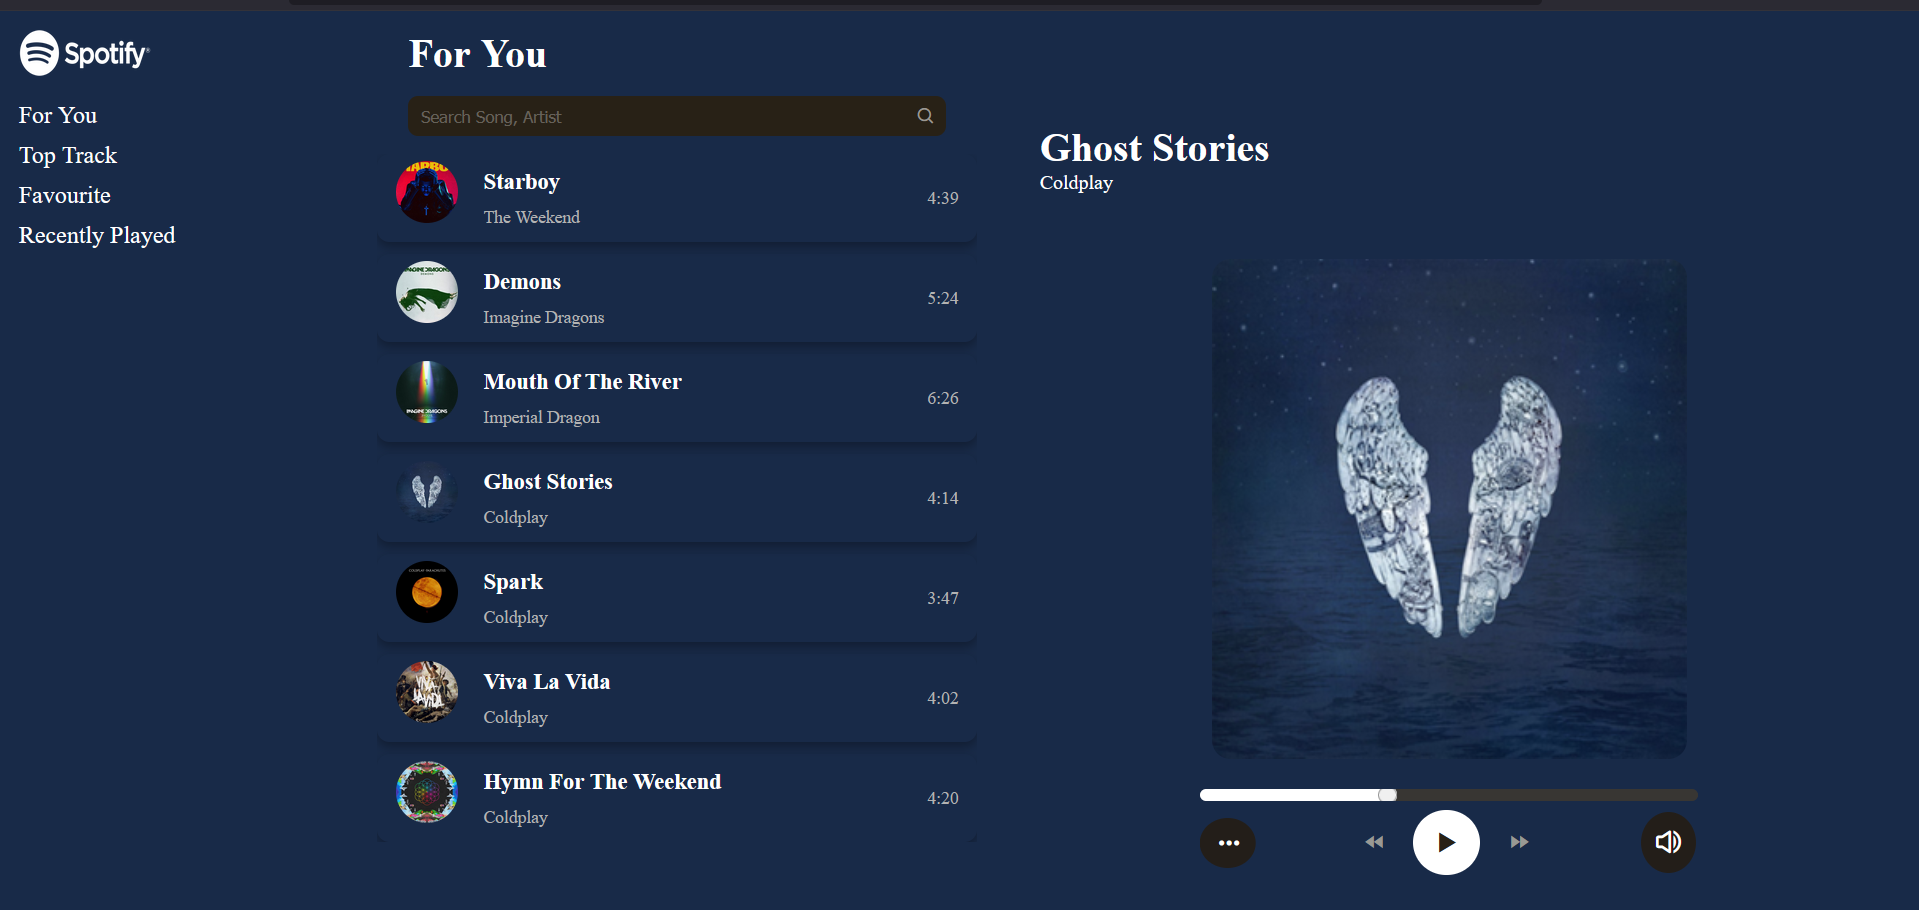 Spotify®
For You
Top Track
Favourite
Recently Played
For You
Search Song, Artist
Starboy
The Weekend
4:39
Demons
Imagine Dragons
5:24
Mouth Of The River
Imperial Dragon
6:26
Ghost Stories
Coldplay
4:14
Spark
Coldplay
3:47
Viva La Vida
Coldplay
4:02
Hymn For The Weekend
Coldplay
4:20
Ghost Stories
Coldplay